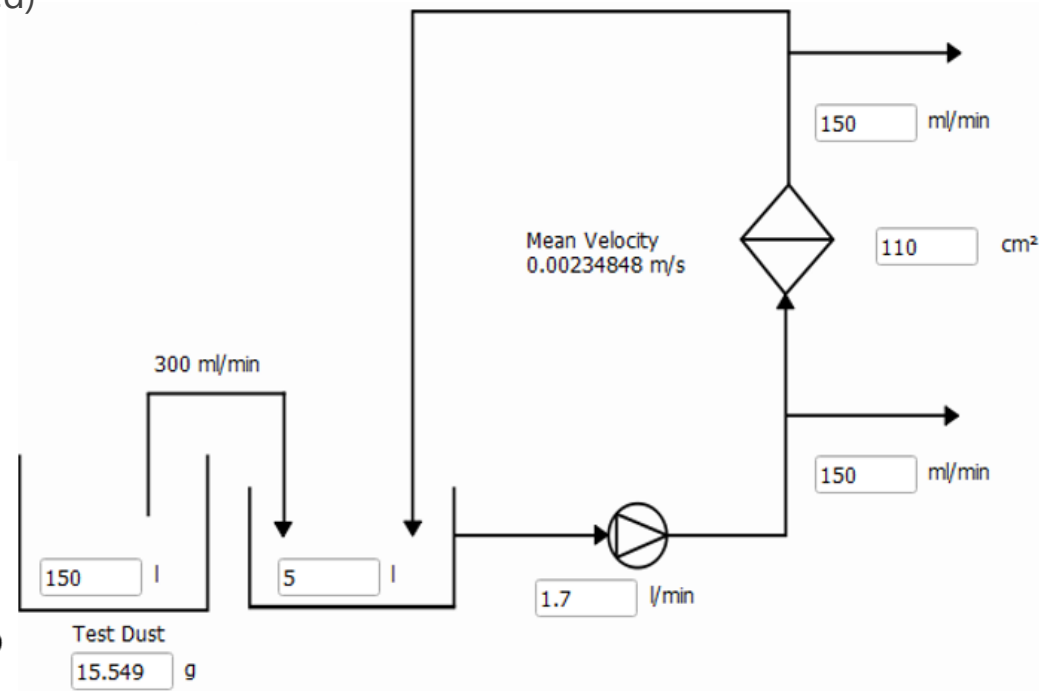 150 ml/min
Mean Velocity
0.00234848 m/s
110 cm²
300 ml/min
150 ml/min
150 l
5 l
1.7 l/min
Test Dust
15.549 g